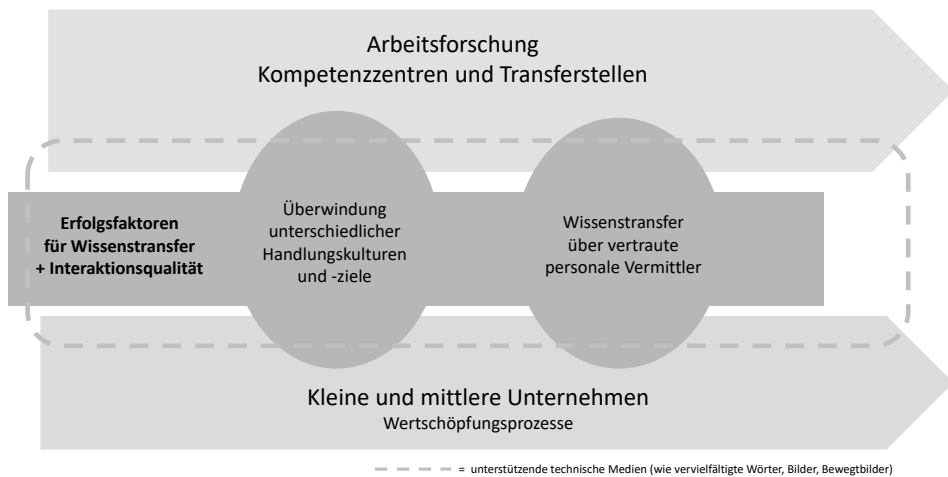 Arbeitsforschung
Kompetenzzentren und Transferstellen
Erfolgsfaktoren
für Wissenstransfer
+ Interaktionsqualität
Überwindung
unterschiedlicher
Handlungskulturen
und -ziele
Wissenstransfer
über vertraute
personale Vermittler
Kleine und mittlere Unternehmen
Wertschöpfungsprozesse
= unterstützende technische Medien (wie vervielfältigte Wörter, Bilder, Bewegtbilder)